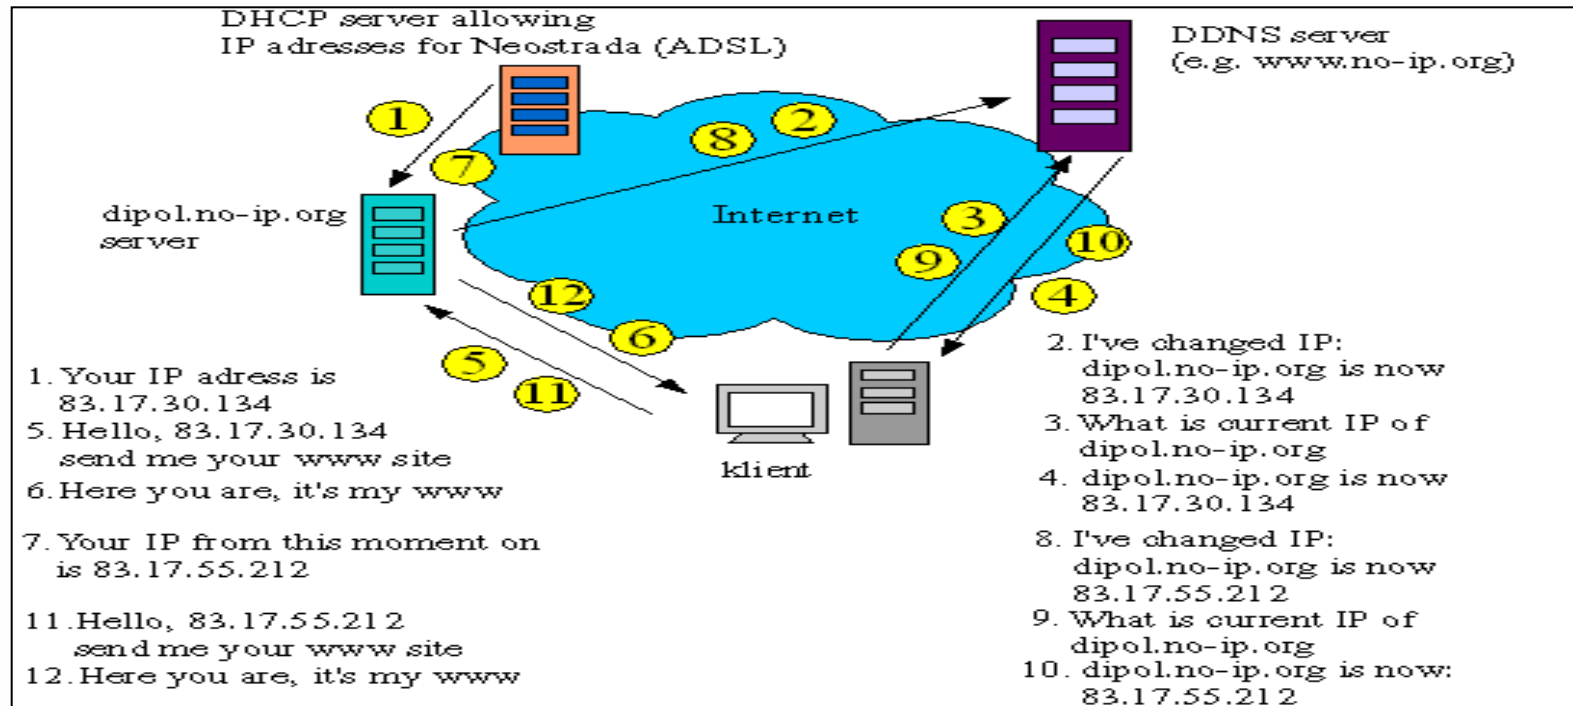 DHCP server allowing
IP adresses for Neostrada (ADSL)
DDNS server
(e.g. www.no-ip.org)
1
7
8
2
dipol.no-ip.org
server
Internet
3
9
10
4
12
6
5
11
klient
1. Your IP adress is
83.17.30.134
5. Hello, 83.17.30.134
send me your www site
6. Here you are, it's my www
7. Your IP from this moment on
is 83.17.55.212
11. Hello, 83.17.55.212
send me your www site
12. Here you are, it's my www
2. I've changed IP:
dipol.no-ip.org is now
83.17.30.134
3. What is current IP of
dipol.no-ip.org
4. dipol.no-ip.org is now
83.17.30.134
8. I've changed IP:
dipol.no-ip.org is now
83.17.55.212
9. What is current IP of
dipol.no-ip.org
10. dipol.no-ip.org is now:
83.17.55.212